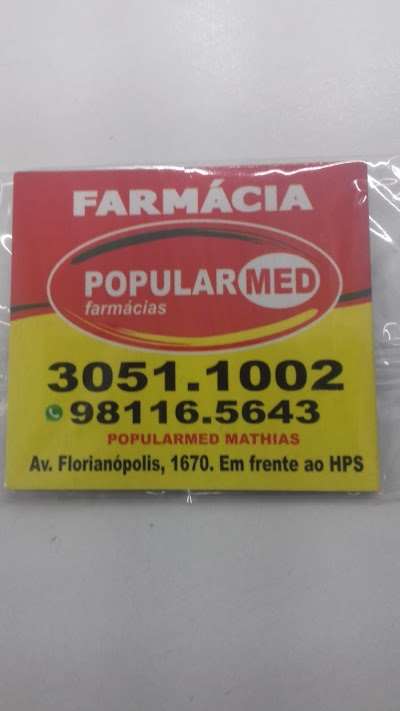 FARMÁCIA
POPULARMED
farmácias
3051.1002
98116.5643
POPULARMED MATHIAS
Av. Florianópolis, 1670. Em frente ao HPS